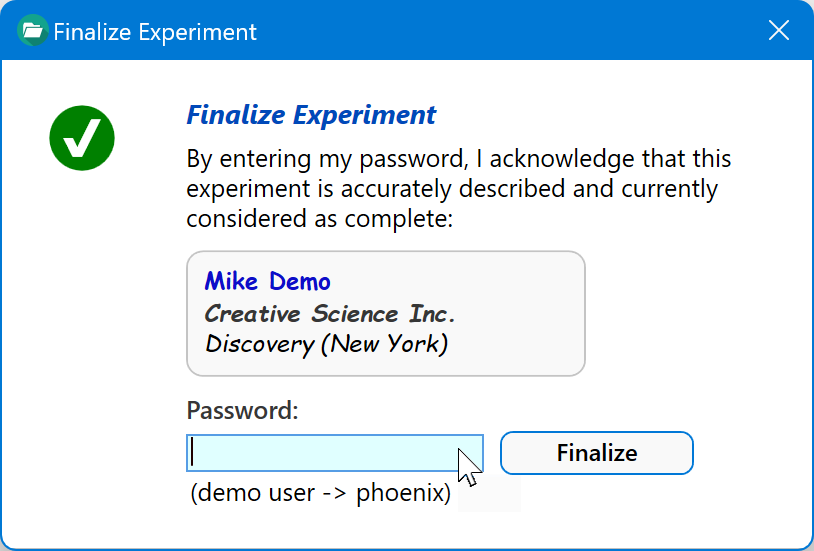 Finalize Experiment
Finalize Experiment
By entering my password, I acknowledge that this
experiment is accurately described and currently
considered as complete:
Mike Demo
Creative Science Inc.
Discovery (New York)
Password:
Finalize
(demo user -> phoenix)